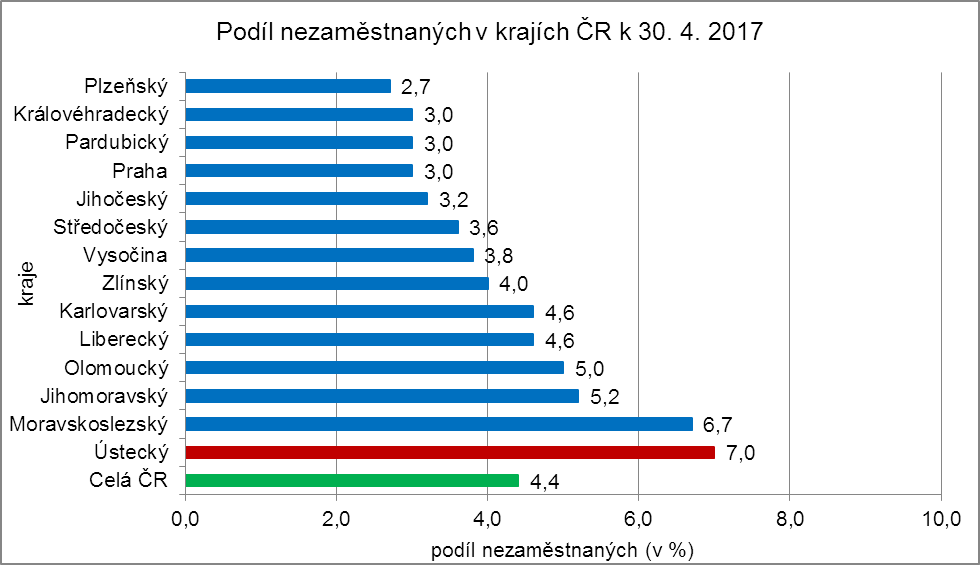 Podíl nezaměstnaných v krajích ČR k 30. 4. 2017
kraje
Plzeňský 2,7
Královéhradecký 3,0
Pardubický 3,0
Praha 3,0
Jihočeský 3,2
Středočeský 3,6
Vysočina 3,8
Zlínský 4,0
Karlovarský 4,6
Liberecký 4,6
Olomoucký 5,0
Jihomoravský 5,2
Moravskoslezský 6,7
Ústecký 7,0
Celá ČR 4,4
0,0 2,0 4,0 6,0 8,0 10,0
podíl nezaměstnaných (v %)